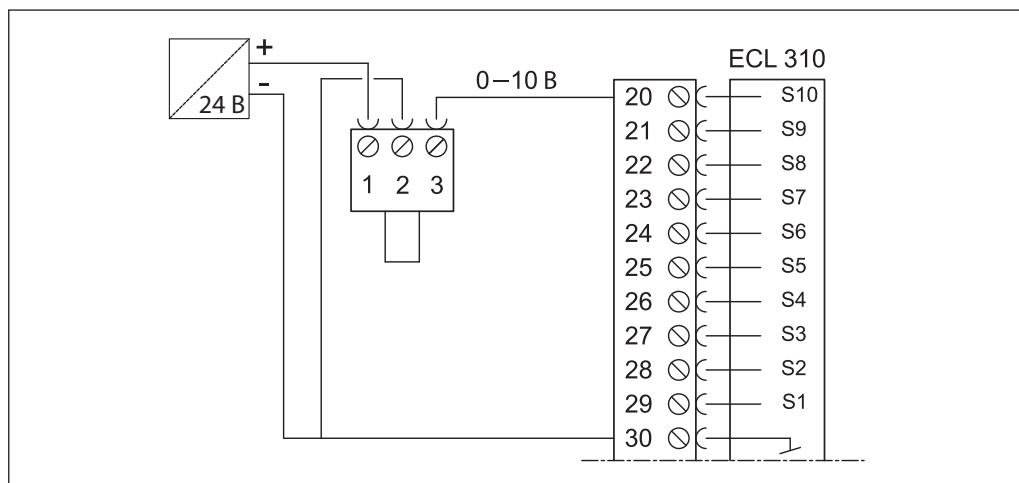 +
-
24 В
1 2 3
0–10 В
ECL 310
20 S10
21 S9
22 S8
23 S7
24 S6
25 S5
26 S4
27 S3
28 S2
29 S1
30